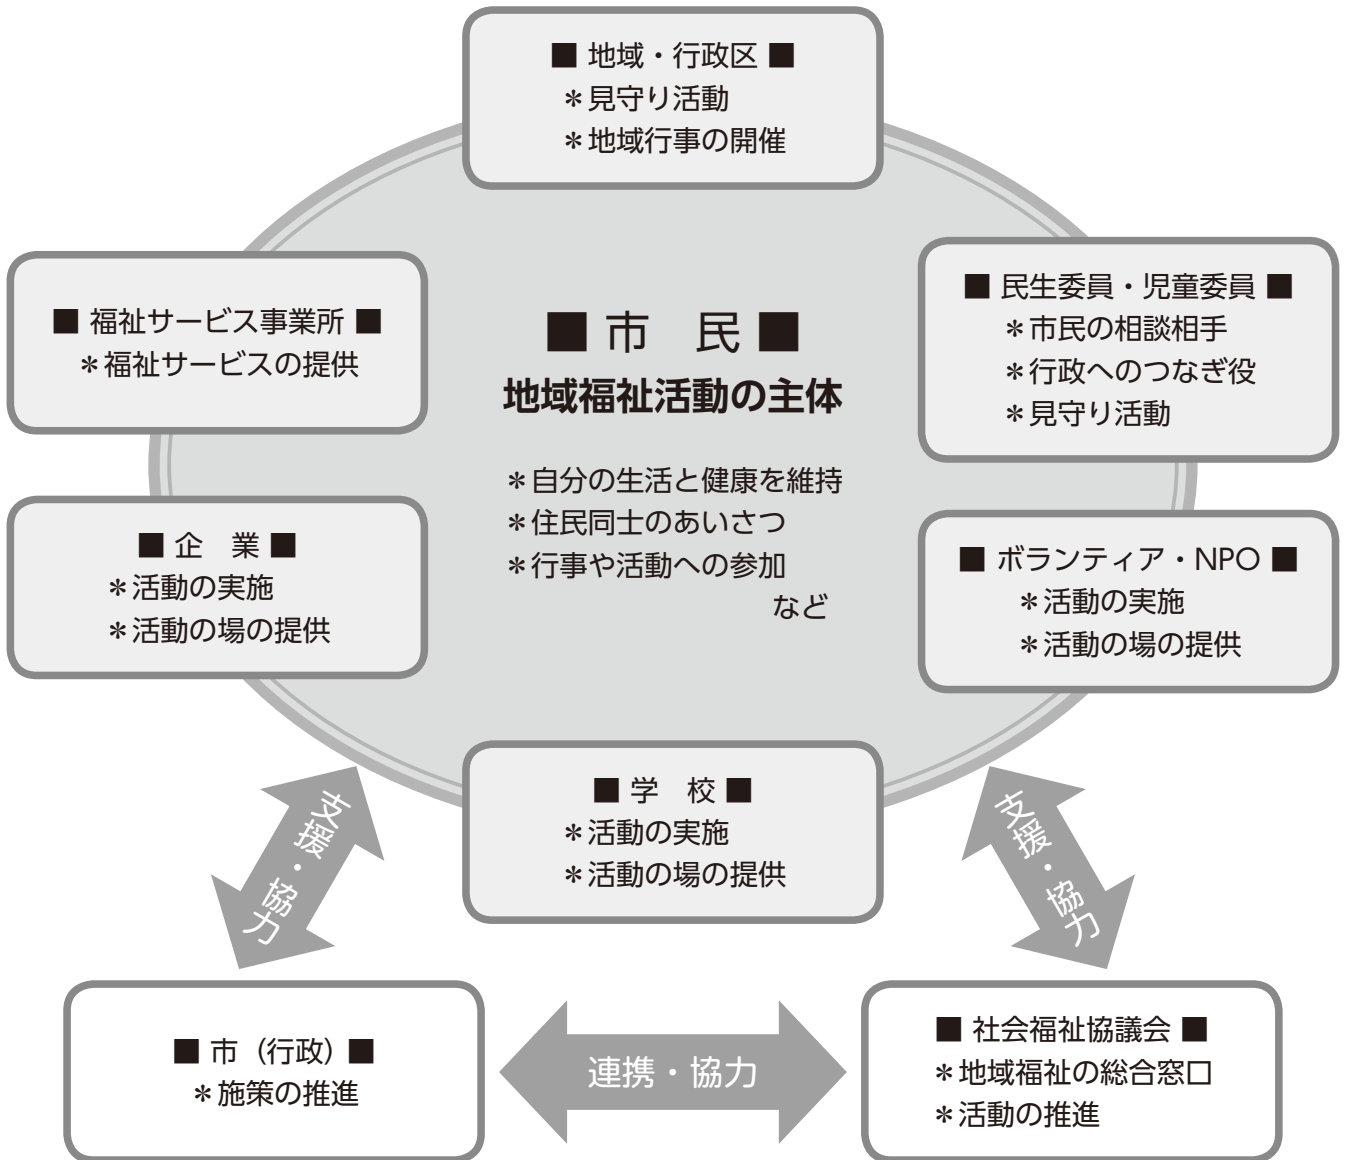 ■ 地域・行政区 ■
＊見守り活動
＊地域行事の開催
■ 福祉サービス事業所 ■
＊福祉サービスの提供
■ 市　民 ■
地域福祉活動の主体
＊自分の生活と健康を維持
＊住民同士のあいさつ
＊行事や活動への参加
など
■ 民生委員・児童委員 ■
＊市民の相談相手
＊行政へのつなぎ役
＊見守り活動
■ 企　業 ■
＊活動の実施
＊活動の場の提供
■ ボランティア・NPO ■
＊活動の実施
＊活動の場の提供
■ 学　校 ■
＊活動の実施
＊活動の場の提供
支援・協力
支援・協力
■ 市（行政）■
＊施策の推進
連携・協力
■ 社会福祉協議会 ■
＊地域福祉の総合窓口
＊活動の推進